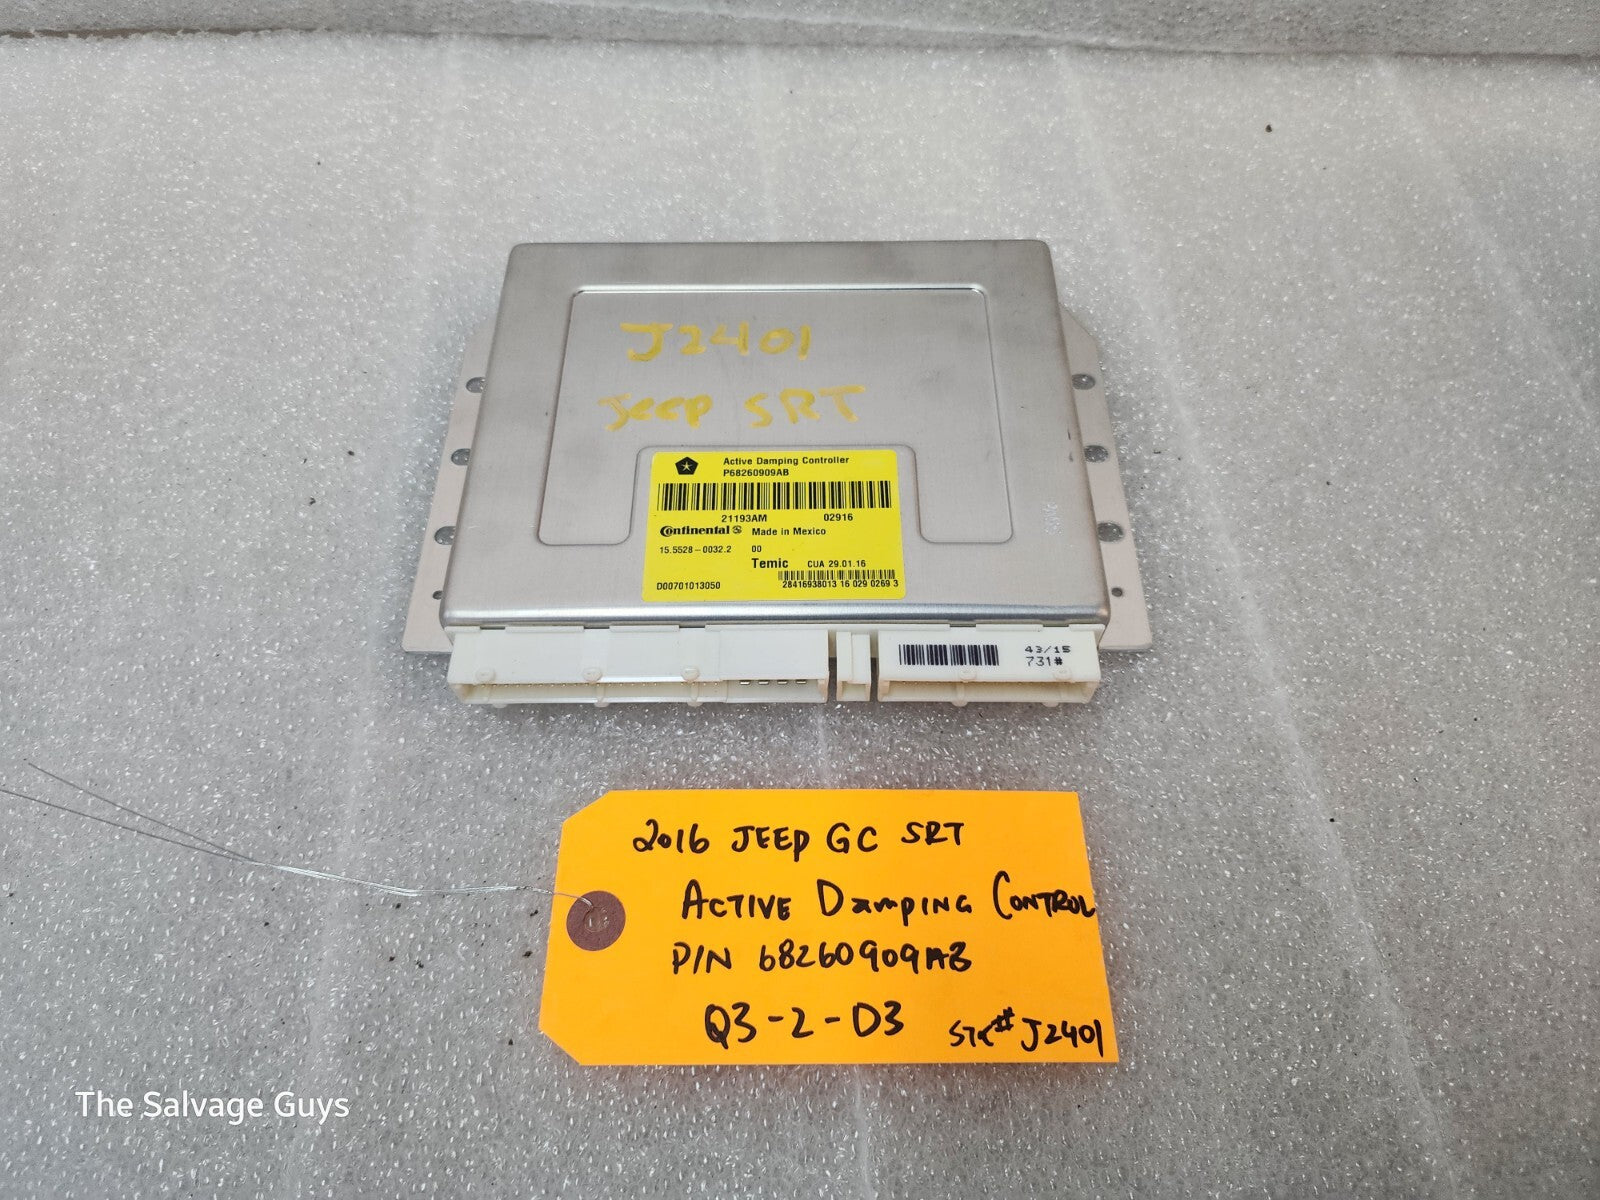 J2401
Jeep SRT
Active Damping Controller
P68260909AB
21193AM 02916
Continental Made in Mexico
15.5528-0032.2 00
Temic CUA 29.01.16
D00701013050 28416938013 16 029 0269 3
43/15
731#
2016 JEEP GC SRT
ACTIVE DAMPING CONTROL
P/N 68260909AB
Q3-2-D3 STK# J2401
The Salvage Guys